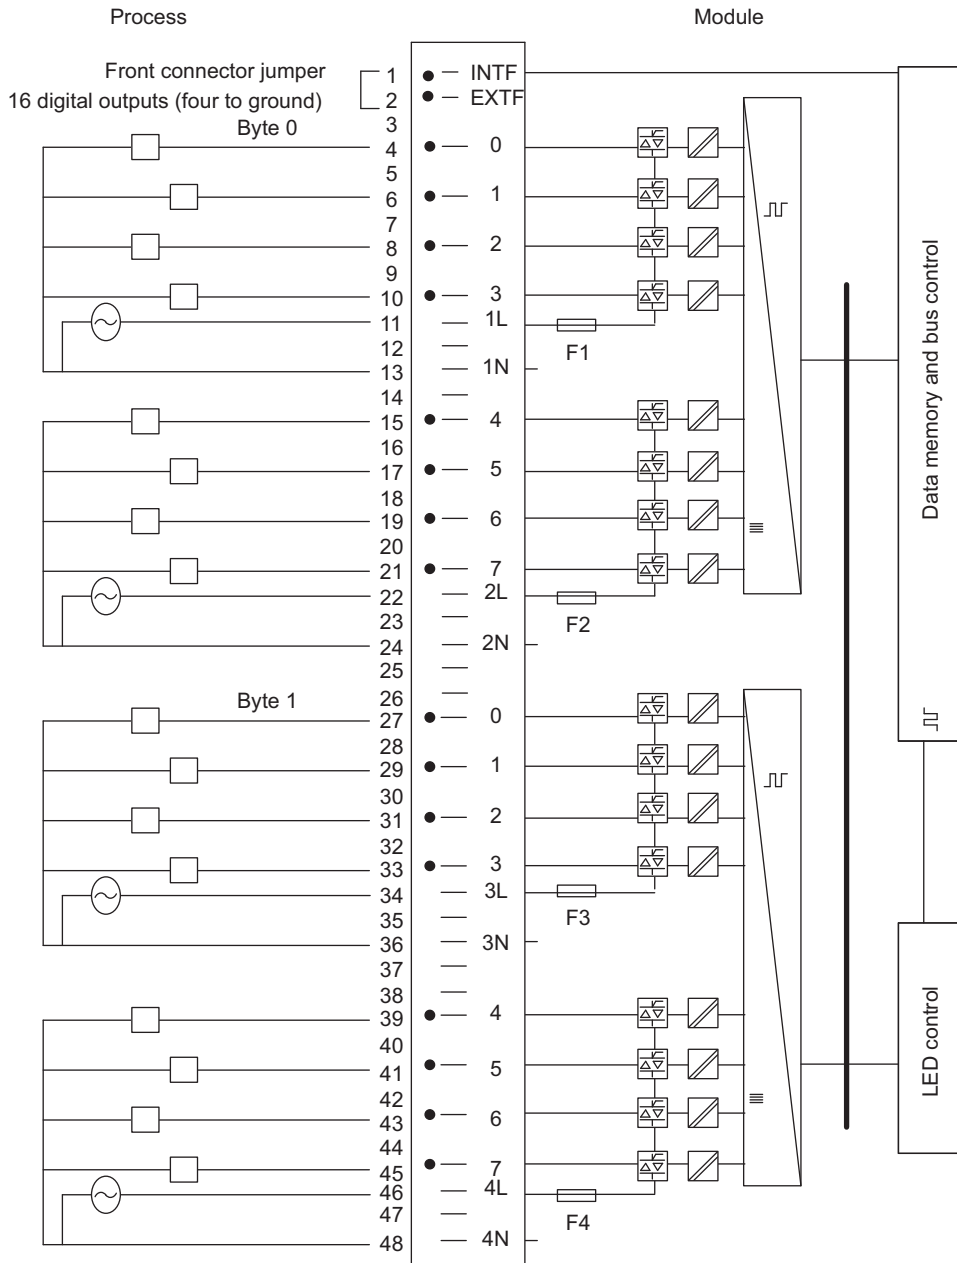 Process Module
Front connector jumper 1 INTF
16 digital outputs (four to ground) 2 EXTF
Byte 0 3
4 0
5
6 1
7
8 2
9
10 3
11 1L
F1
12
13 1N
14
15 4
16
17 5
18
19 6
20
21 7
22 2L
F2
23
24 2N
25
Byte 1 26
27 0
28
29 1
30
31 2
32
33 3
34 3L
F3
35
36 3N
37
38
39 4
40
41 5
42
43 6
44
45 7
46 4L
47 F4
48 4N
Data memory and bus control
LED control